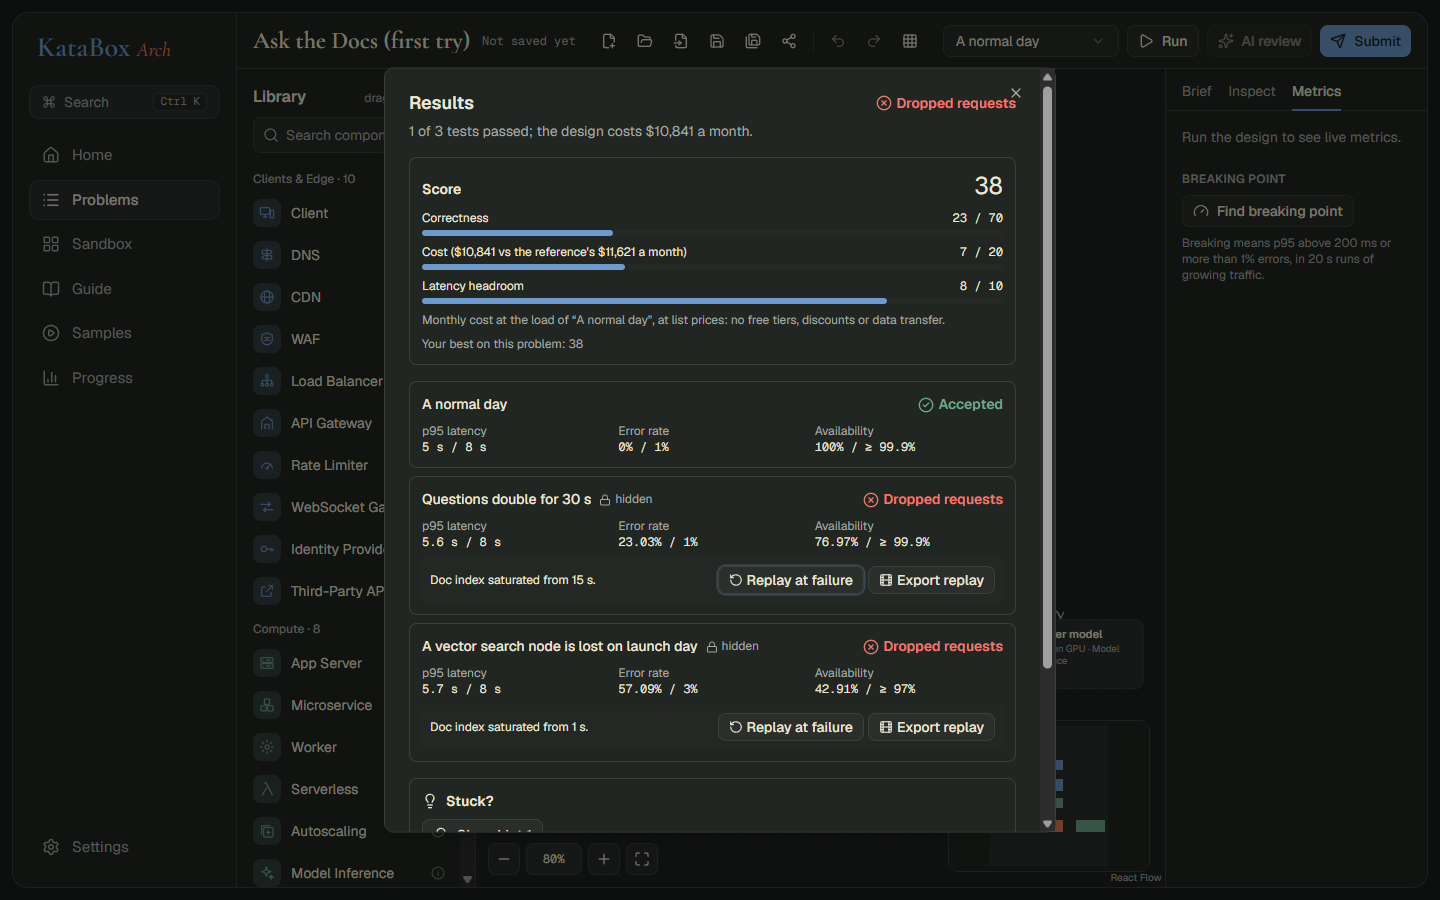 KataBox Arch
Search
Ctrl K
Home
Problems
Sandbox
Guide
Samples
Progress
Settings
Ask the Docs (first try)
Not saved yet
A normal day
Run
AI review
Submit
Library
Search
Clients & Edge · 10
Client
DNS
CDN
WAF
Load Balancer
API Gateway
Rate Limiter
WebSocket
Identity
Third-Party
Compute · 8
App Server
Microservice
Worker
Serverless
Autoscaling
Model Inference
Results
Dropped requests
1 of 3 tests passed; the design costs $10,841 a month.
Score
38
Correctness
23 / 70
Cost ($10,841 vs the reference's $11,621 a month)
7 / 20
Latency headroom
8 / 10
Monthly cost at the load of “A normal day”, at list prices: no free tiers, discounts or data transfer.
Your best on this problem: 38
A normal day
Accepted
p95 latency
Error rate
Availability
5 s / 8 s
0% / 1%
100% / ≥ 99.9%
Questions double for 30 s
hidden
Dropped requests
p95 latency
Error rate
Availability
5.6 s / 8 s
23.03% / 1%
76.97% / ≥ 99.9%
Doc index saturated from 15 s.
Replay at failure
Export replay
A vector search node is lost on launch day
hidden
Dropped requests
p95 latency
Error rate
Availability
5.7 s / 8 s
57.09% / 3%
42.91% / ≥ 97%
Doc index saturated from 1 s.
Replay at failure
Export replay
Stuck?
model
GPU · Model
80%
React Flow
Brief
Inspect
Metrics
Run the design to see live metrics.
BREAKING POINT
Find breaking point
Breaking means p95 above 200 ms or
more than 1% errors, in 20 s runs of
growing traffic.